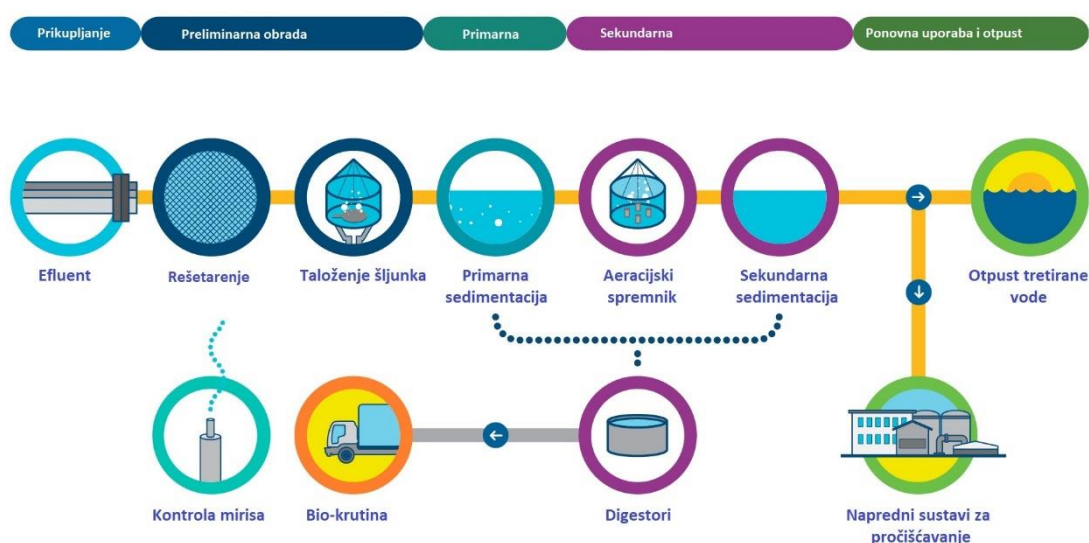 Prikupljanje
Preliminarna obrada
Primarna
Sekundarna
Ponovna uporaba i otpust
Efluent
Rešetarenje
Taloženje šljunka
Primarna
sedimentacija
Aeracijski
spremnik
Sekundarna
sedimentacija
Otpust tretirane
vode
Kontrola mirisa
Bio-krutina
Digestori
Napredni sustavi za
pročišćavanje